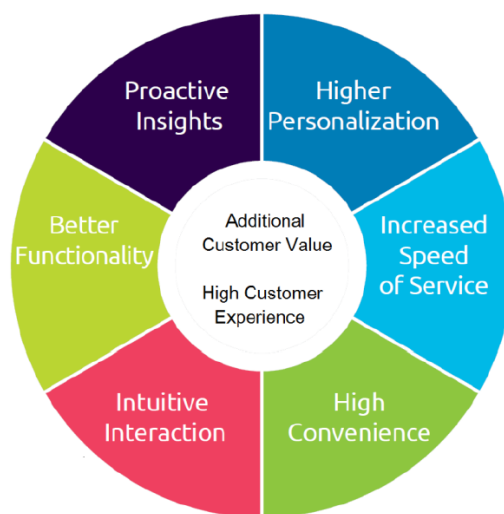 Proactive
Insights
Higher
Personalization
Better
Functionality
Additional
Customer Value
High Customer
Experience
Increased
Speed
of Service
Intuitive
Interaction
High
Convenience